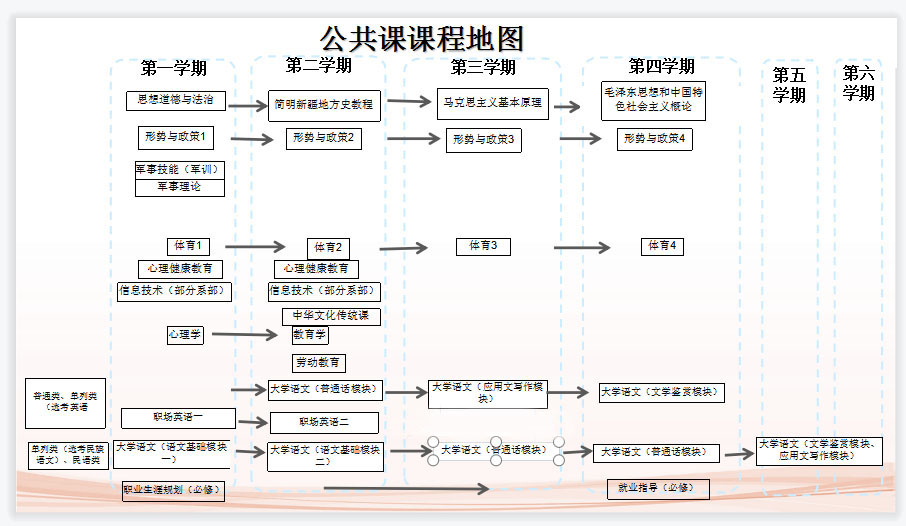 公共课课程地图
第一学期
第二学期
第三学期
第四学期
第五
学期
第六
学期
思想道德与法治
简明新疆地方史教程
马克思主义基本原理
毛泽东思想和中国特
色社会主义概论
形势与政策1
形势与政策2
形势与政策3
形势与政策4
军事技能（军训）
军事理论
体育1
体育2
体育3
体育4
心理健康教育
心理健康教育
信息技术（部分系部）
信息技术（部分系部）
中华文化传统课
心理学
教育学
劳动教育
普通类、单列类
（选考英语
大学语文（普通话模块）
大学语文（应用文写作模
块）
大学语文（文学鉴赏模块）
职场英语一
职场英语二
单列类（选考民族
语文）、民语类
大学语文（语文基础模块
一）
大学语文（语文基础模块
二）
大学语文（普通话模块）
大学语文（普通话模块）
大学语文（文学鉴赏模块、
应用文写作模块）
职业生涯规划（必修）
就业指导（必修）